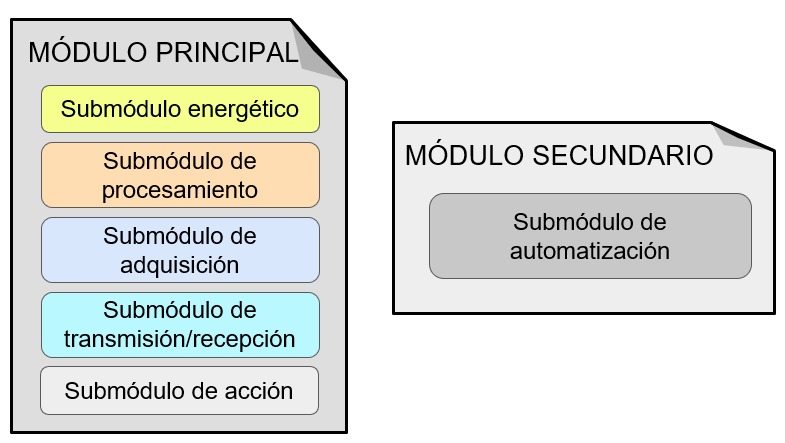 MÓDULO PRINCIPAL
Submódulo energético
Submódulo de
procesamiento
Submódulo de
adquisición
Submódulo de
transmisión/recepción
Submódulo de acción
MÓDULO SECUNDARIO
Submódulo de
automatización